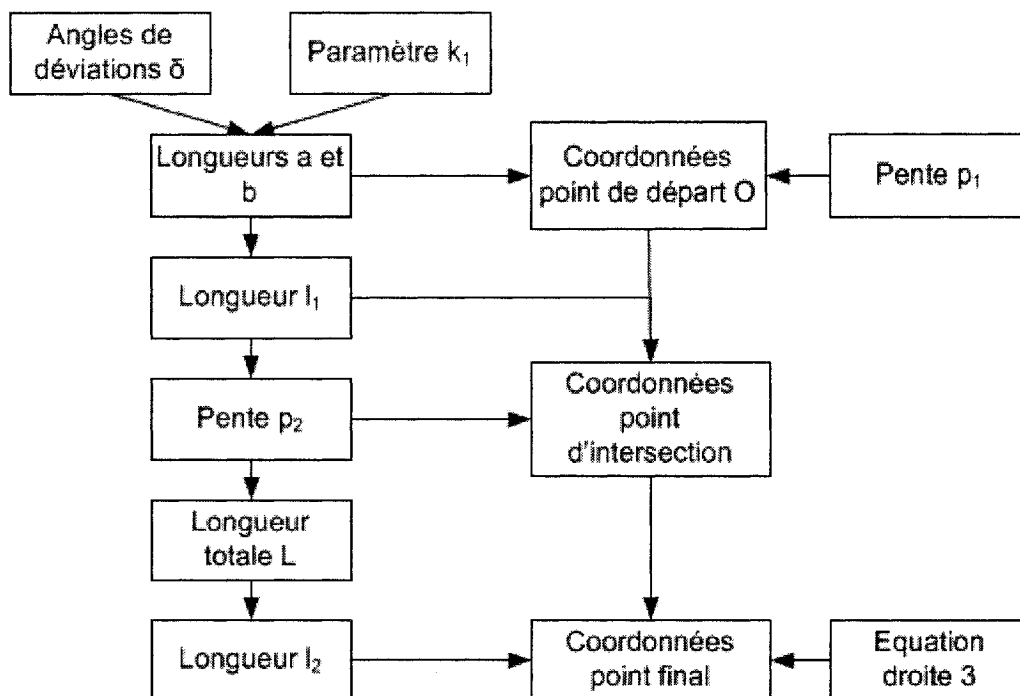 Angles de
déviations δ
Paramètre k₁
Longueurs a et
b
Coordonnées
point de départ O
Pente p₁
Longueur l₁
Pente p₂
Coordonnées
point
d'intersection
Longueur
totale L
Longueur l₂
Coordonnées
point final
Equation
droite 3